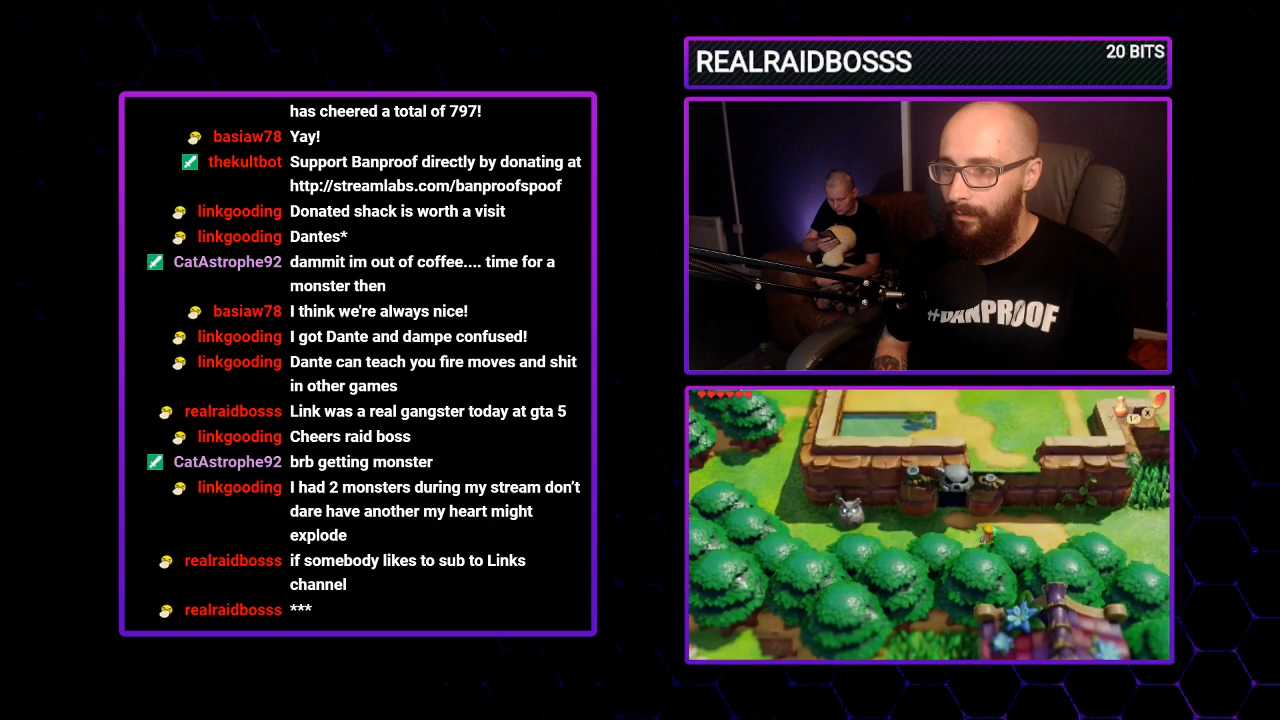 REALRAIDBOSSS
20 BITS
has cheered a total of 797!
basiaw78 Yay!
thekultbot Support Banproof directly by donating at
http://streamlabs.com/banproofspoof
linkgooding Donated shack is worth a visit
linkgooding Dantes*
CatAstrophe92 dammit im out of coffee.... time for a
monster then
basiaw78 I think we're always nice!
linkgooding I got Dante and dampe confused!
linkgooding Dante can teach you fire moves and shit
in other games
realraidbosss Link was a real gangster today at gta 5
linkgooding Cheers raid boss
CatAstrophe92 brb getting monster
linkgooding I had 2 monsters during my stream don't
dare have another my heart might
explode
realraidbosss if somebody likes to sub to Links
channel
realraidbosss ***
#BANPROOF
Y
X